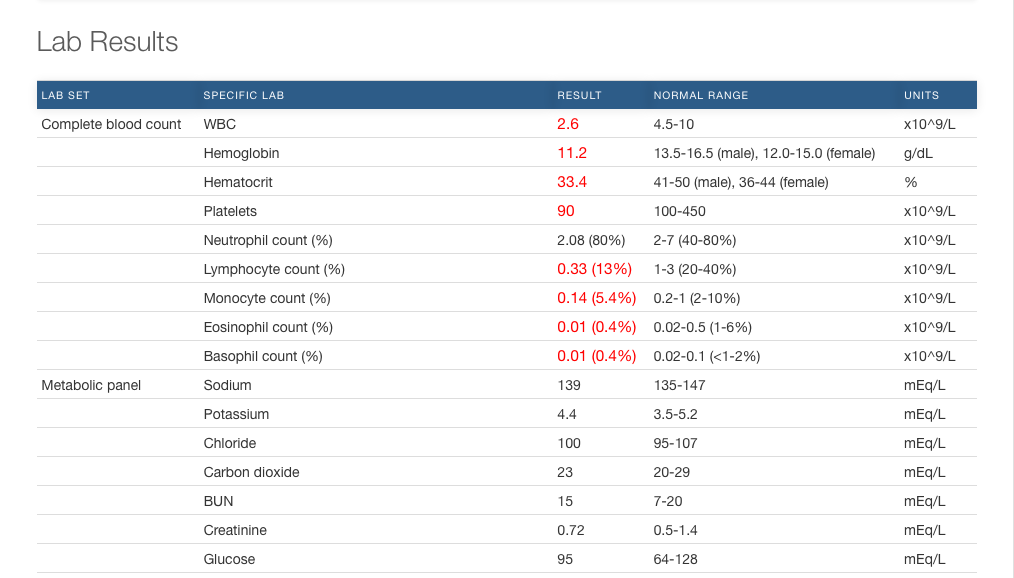 Lab Results
LAB SET SPECIFIC LAB RESULT NORMAL RANGE UNITS
Complete blood count WBC 2.6 4.5-10 x10^9/L
Hemoglobin 11.2 13.5-16.5 (male), 12.0-15.0 (female) g/dL
Hematocrit 33.4 41-50 (male), 36-44 (female) %
Platelets 90 100-450 x10^9/L
Neutrophil count (%) 2.08 (80%) 2-7 (40-80%) x10^9/L
Lymphocyte count (%) 0.33 (13%) 1-3 (20-40%) x10^9/L
Monocyte count (%) 0.14 (5.4%) 0.2-1 (2-10%) x10^9/L
Eosinophil count (%) 0.01 (0.4%) 0.02-0.5 (1-6%) x10^9/L
Basophil count (%) 0.01 (0.4%) 0.02-0.1 (<1-2%) x10^9/L
Metabolic panel Sodium 139 135-147 mEq/L
Potassium 4.4 3.5-5.2 mEq/L
Chloride 100 95-107 mEq/L
Carbon dioxide 23 20-29 mEq/L
BUN 15 7-20 mEq/L
Creatinine 0.72 0.5-1.4 mEq/L
Glucose 95 64-128 mEq/L